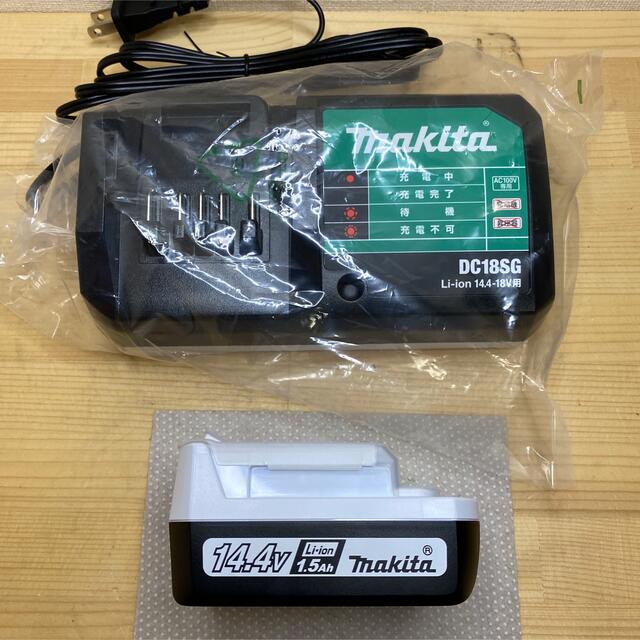 makita®
充電中
充電完了
待機
充電不可
AC100V
専用
DC18SG
Li-ion 14.4-18V用
14.4V Li-ion 1.5Ah makita®